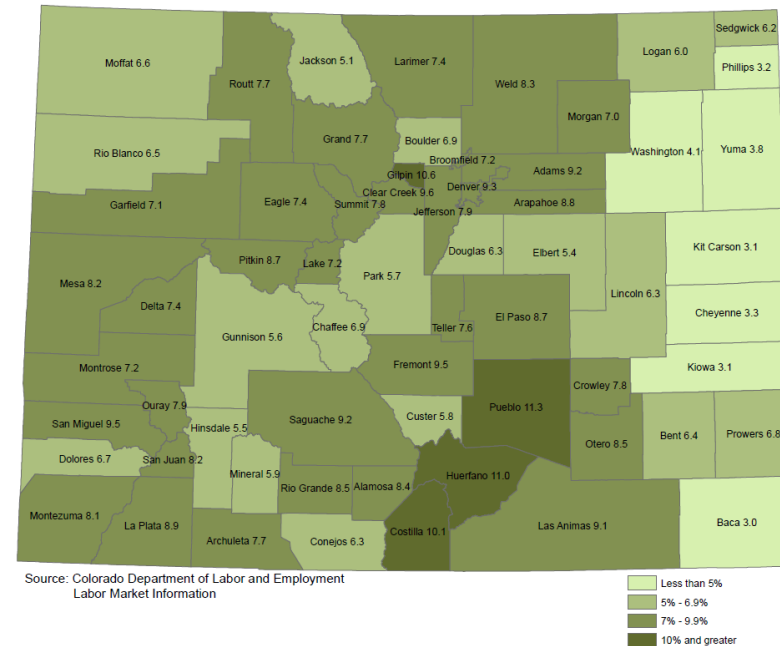 Sedgwick 6.2
Logan 6.0
Jackson 5.1
Moffat 6.6
Larimer 7.4
Phillips 3.2
Routt 7.7
Weld 8.3
Morgan 7.0
Grand 7.7
Boulder 6.9
Washington 4.1
Yuma 3.8
Rio Blanco 6.5
Broomfield 7.2
Gilpin 10.6
Adams 9.2
Clear Creek 9.6
Denver 9.3
Garfield 7.1
Eagle 7.4
Summit 7.8
Arapahoe 8.8
Jefferson 7.9
Kit Carson 3.1
Douglas 6.3
Elbert 5.4
Pitkin 8.7
Lake 7.2
Park 5.7
Mesa 8.2
Lincoln 6.3
Delta 7.4
Cheyenne 3.3
El Paso 8.7
Chaffee 6.9
Teller 7.6
Gunnison 5.6
Fremont 9.5
Kiowa 3.1
Montrose 7.2
Crowley 7.8
Ouray 7.9
Pueblo 11.3
Custer 5.8
Saguache 9.2
San Miguel 9.5
Hinsdale 5.5
Prowers 6.8
Bent 6.4
Otero 8.5
Dolores 6.7
San Juan 8.2
Mineral 5.9
Huerfano 11.0
Rio Grande 8.5
Alamosa 8.4
Montezuma 8.1
La Plata 8.9
Las Animas 9.1
Baca 3.0
Costilla 10.1
Archuleta 7.7
Conejos 6.3
Source: Colorado Department of Labor and Employment
Labor Market Information
Less than 5%
5% - 6.9%
7% - 9.9%
10% and greater